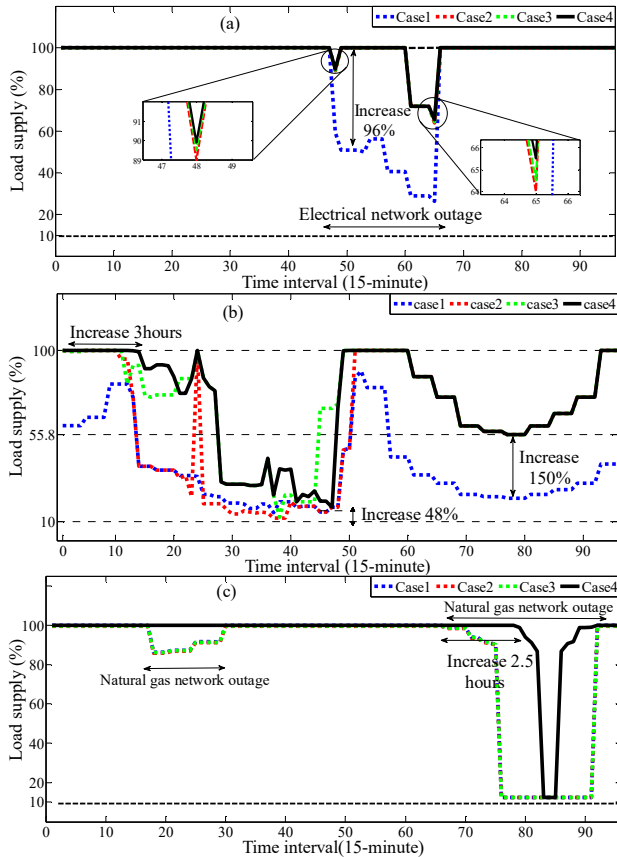 (a)
Case1 Case2 Case3 Case4
Load supply (%)
100
80
60
40
20
10
Increase
96%
91
90
89
47 48 49
66
65
64
64 65 66
Electrical network outage
0 10 20 30 40 50 60 70 80 90
Time interval (15-minute)
(b)
case1 case2 case3 case4
Increase 3hours
Load supply (%)
100
55.8
10
Increase
150%
Increase 48%
0 10 20 30 40 50 60 70 80 90
Time interval (15-minute)
(c)
Case1 Case2 Case3 Case4
Natural gas network outage
Load supply (%)
100
80
60
40
20
10
Natural gas network outage
Increase 2.5
hours
0 10 20 30 40 50 60 70 80 90
Time interval(15-minute)